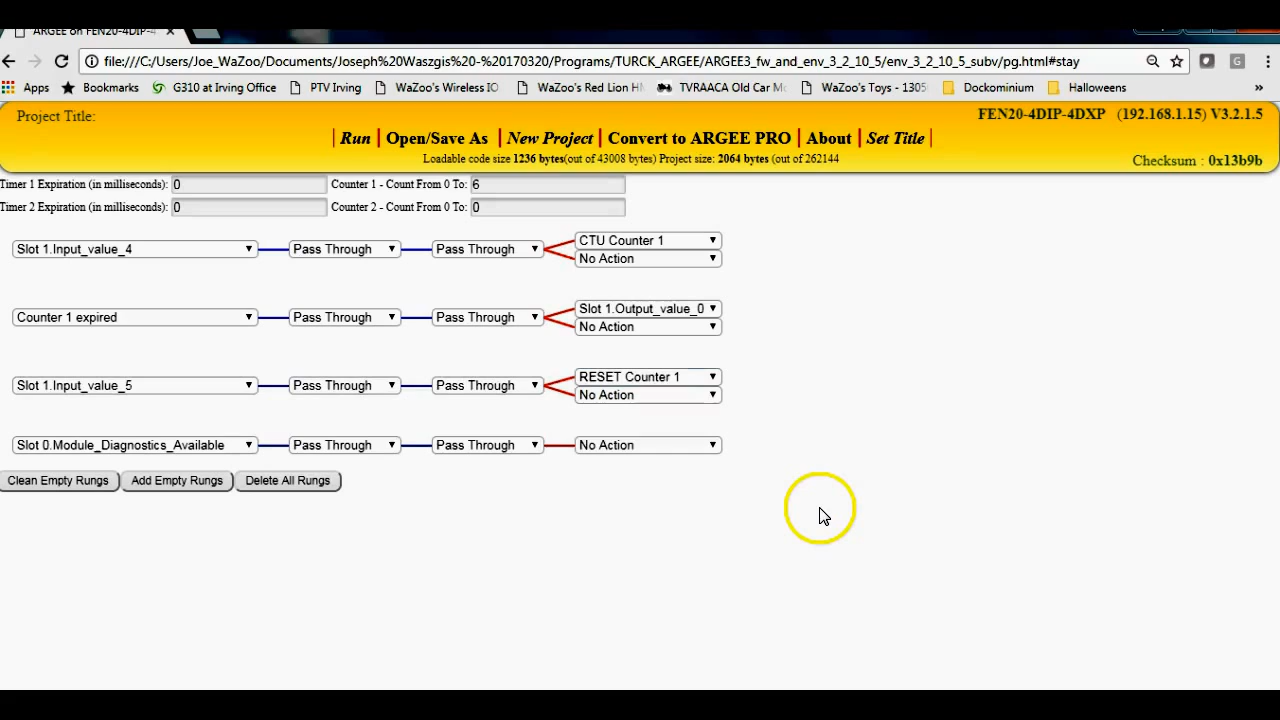 ARGEE on FEN20-4DIP-4
file:///C:/Users/Joe_WaZoo/Documents/Joseph%20Waszgis%20-%20170320/Programs/TURCK_ARGEE/ARGEE3_fw_and_env_3_2_10_5/env_3_2_10_5_subv/pg.html#stay
Apps Bookmarks G310 at Irving Office PTV Irving WaZoo's Wireless IO WaZoo's Red Lion HM TVRAACA Old Car Mo WaZoo's Toys - 1305 Dockominium Halloweens »
Project Title:
FEN20-4DIP-4DXP (192.168.1.15) V3.2.1.5
| Run | Open/Save As | New Project | Convert to ARGEE PRO | About | Set Title |
Loadable code size 1236 bytes(out of 43008 bytes) Project size: 2064 bytes (out of 262144
Checksum : 0x13b9b
Timer 1 Expiration (in milliseconds): 0 Counter 1 - Count From 0 To: 6
Timer 2 Expiration (in milliseconds): 0 Counter 2 - Count From 0 To: 0
Slot 1.Input_value_4 Pass Through Pass Through CTU Counter 1
No Action
Counter 1 expired Pass Through Pass Through Slot 1.Output_value_0
No Action
Slot 1.Input_value_5 Pass Through Pass Through RESET Counter 1
No Action
Slot 0.Module_Diagnostics_Available Pass Through Pass Through No Action
Clean Empty Rungs Add Empty Rungs Delete All Rungs